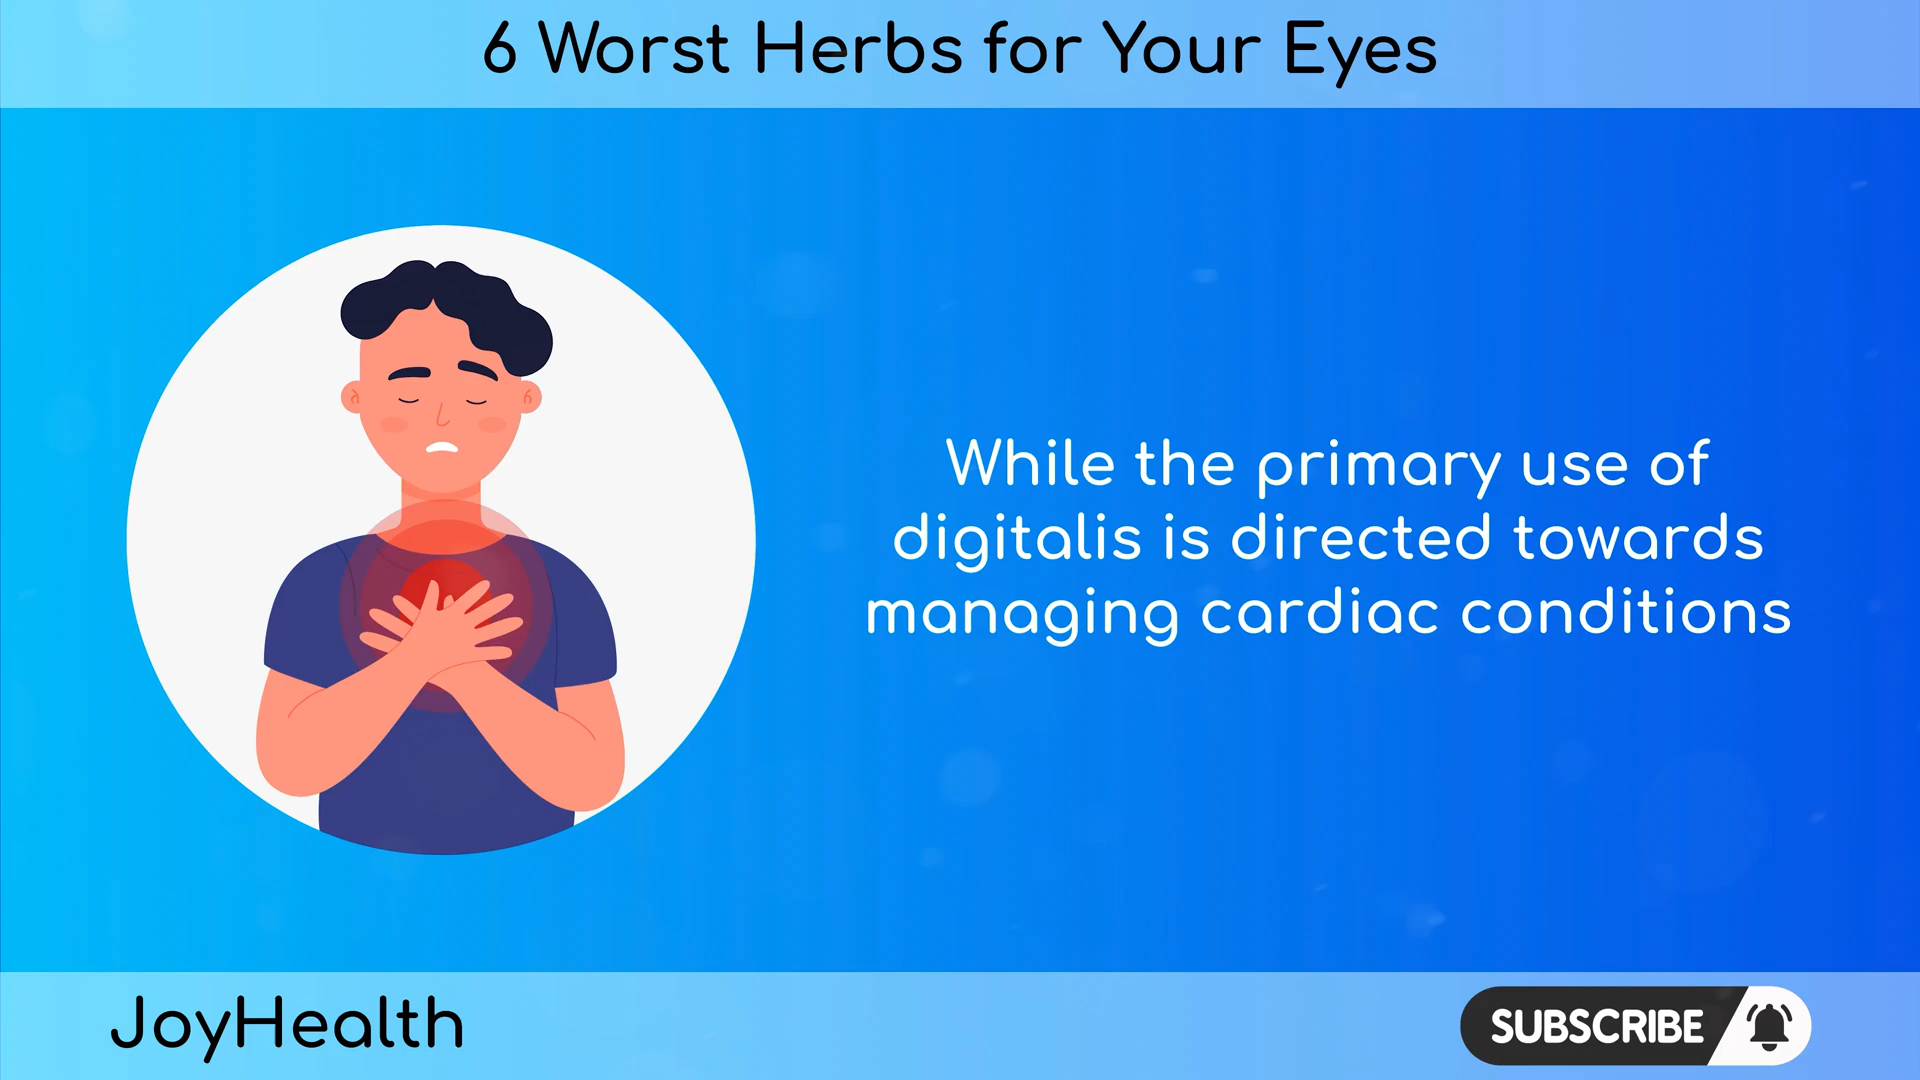 6 Worst Herbs for Your Eyes
While the primary use of
digitalis is directed towards
managing cardiac conditions
JoyHealth
SUBSCRIBE